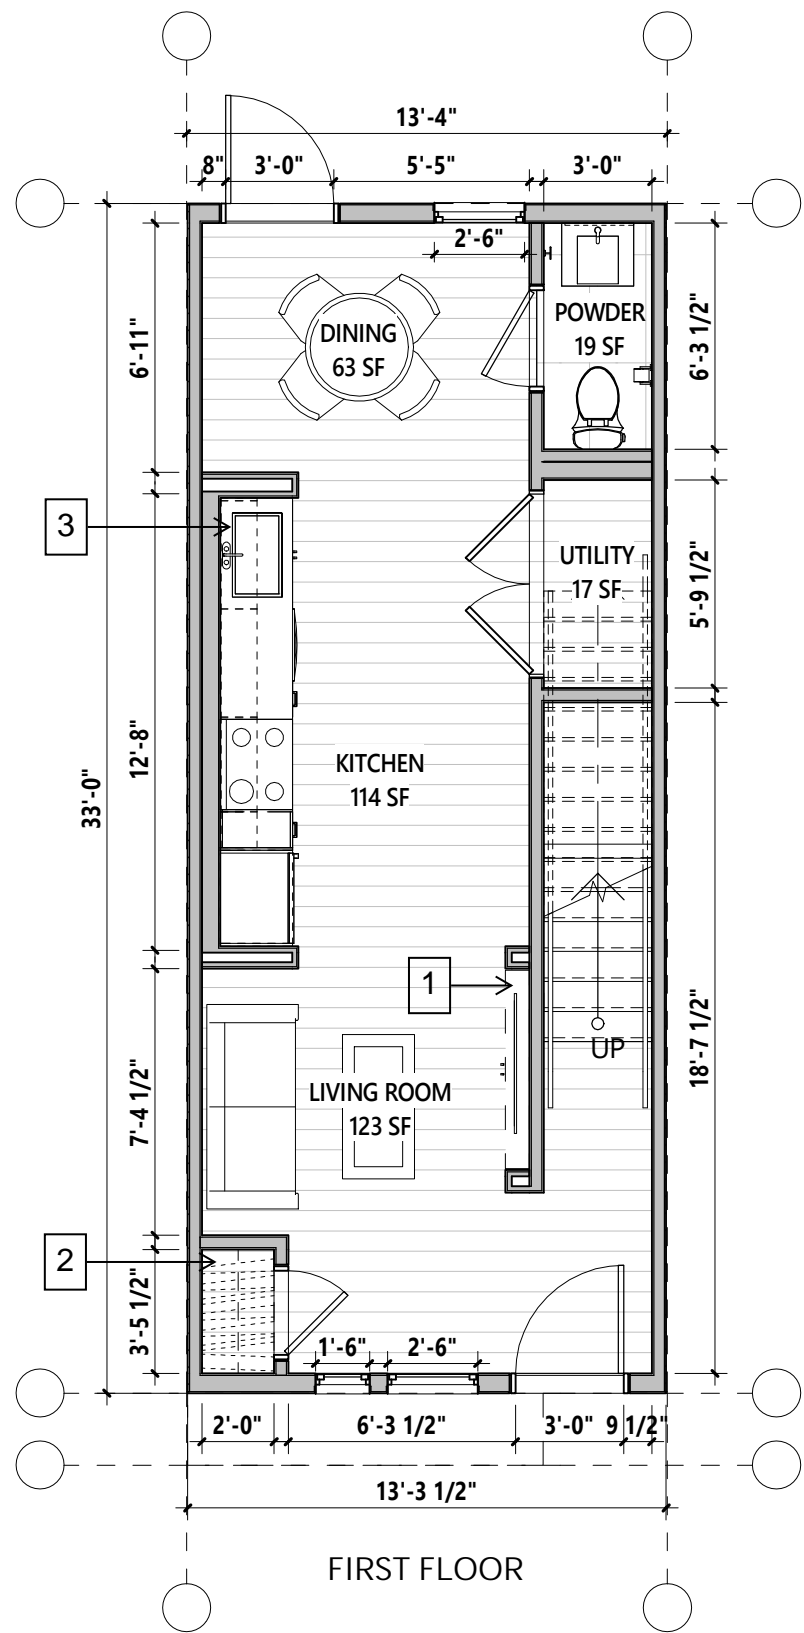 13'-4"
8"
3'-0"
5'-5"
3'-0"
2'-6"
DINING
63 SF
POWDER
19 SF
6'-11"
6'-3 1/2"
3
UTILITY
17 SF
5'-9 1/2"
12'-8"
33'-0"
KITCHEN
114 SF
1
UP
18'-7 1/2"
7'-4 1/2"
LIVING ROOM
123 SF
2
3'-5 1/2"
1'-6"
2'-6"
2'-0"
6'-3 1/2"
3'-0"
9 1/2"
13'-3 1/2"
FIRST FLOOR